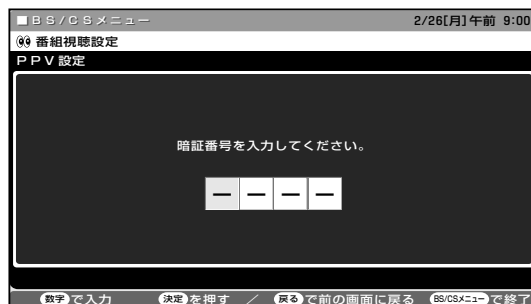 ■BS/CSメニュー 2/26[月]午前 9:00
番組視聴設定
PPV設定
暗証番号を入力してください。
－ － － －
数字で入力 決定を押す ／ 戻るで前の画面に戻る BS/CSメニューで終了